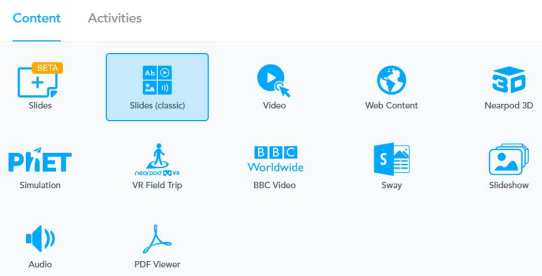 Content Activities
BETA
Slides
Ab
Slides (classic)
Video
Web Content
3D
Nearpod 3D
PhET
Simulation
nearpod VR
VR Field Trip
BBC
Worldwide
BBC Video
S
Sway
Slideshow
Audio
PDF Viewer